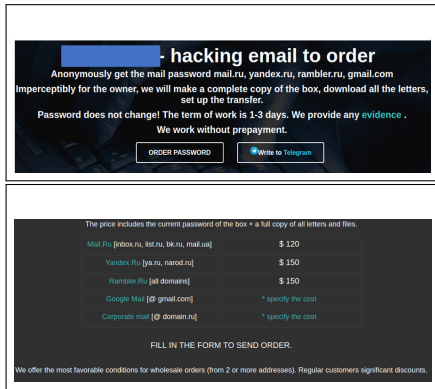 - hacking email to order
Anonymously get the mail password mail.ru, yandex.ru, rambler.ru, gmail.com
Imperceptibly for the owner, we will make a complete copy of the box, download all the letters,
set up the transfer.
Password does not change! The term of work is 1-3 days. We provide any evidence .
We work without prepayment.
ORDER PASSWORD
Write to Telegram
The price includes the current password of the box + a full copy of all letters and files.
Mail.Ru [inbox.ru, list.ru, bk.ru, mail.ua] $ 120
Yandex.Ru [ya.ru, narod.ru] $ 150
Rambler.Ru [all domains] $ 150
Google Mail [@ gmail.com] * specify the cost
Corporate mail [@ domain.ru] * specify the cost
FILL IN THE FORM TO SEND ORDER.
We offer the most favorable conditions for wholesale orders (from 2 or more addresses). Regular customers significant discounts.